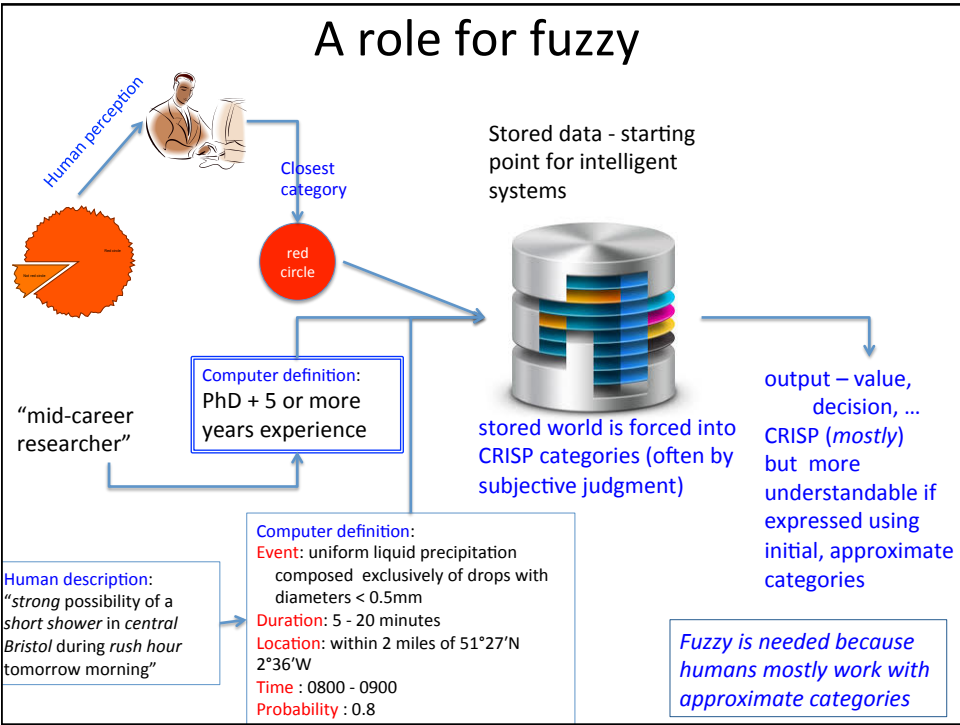 A role for fuzzy
Human perception
Closest
category
red
circle
Stored data - starting
point for intelligent
systems
"mid-career
researcher"
Computer definition:
PhD + 5 or more
years experience
stored world is forced into
CRISP categories (often by
subjective judgment)
output – value,
decision, ...
CRISP (mostly)
but more
understandable if
expressed using
initial, approximate
categories
Human description:
"strong possibility of a
short shower in central
Bristol during rush hour
tomorrow morning"
Computer definition:
Event: uniform liquid precipitation
composed exclusively of drops with
diameters < 0.5mm
Duration: 5 - 20 minutes
Location: within 2 miles of 51°27'N
2°36'W
Time : 0800 - 0900
Probability : 0.8
Fuzzy is needed because
humans mostly work with
approximate categories